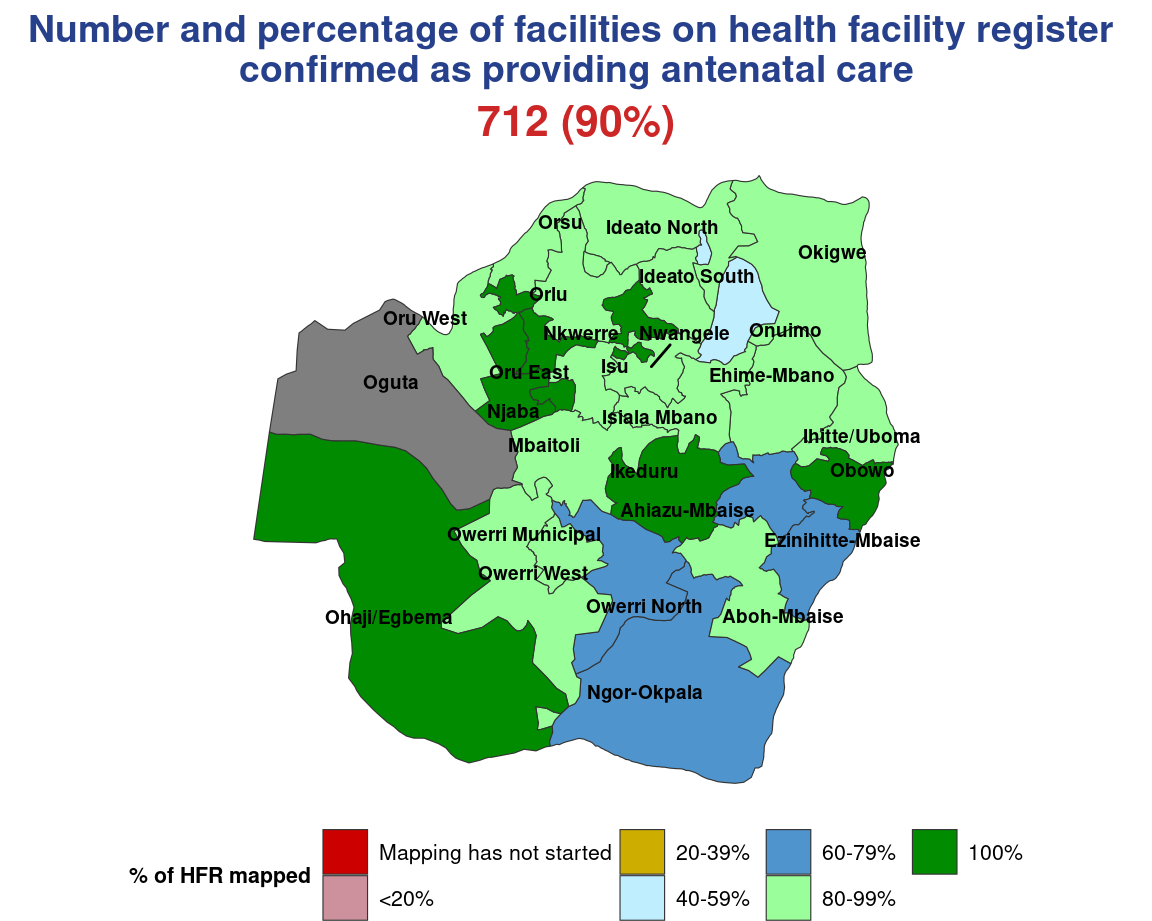 Number and percentage of facilities on health facility register
confirmed as providing antenatal care
712 (90%)
Orsu
Ideato North
Okigwe
Ideato South
Orlu
Oru West
Nkwerre
Nwangele
Onuimo
Isu
Oru East
Ehime-Mbano
Oguta
Njaba
Isiala Mbano
Ihitte/Uboma
Mbaitoli
Ikeduru
Obowo
Ahiazu-Mbaise
Owerri Municipal
Ezinihitte-Mbaise
Owerri West
Owerri North
Ohaji/Egbema
Aboh-Mbaise
Ngor-Okpala
% of HFR mapped
Mapping has not started
<20%
20-39%
40-59%
60-79%
80-99%
100%